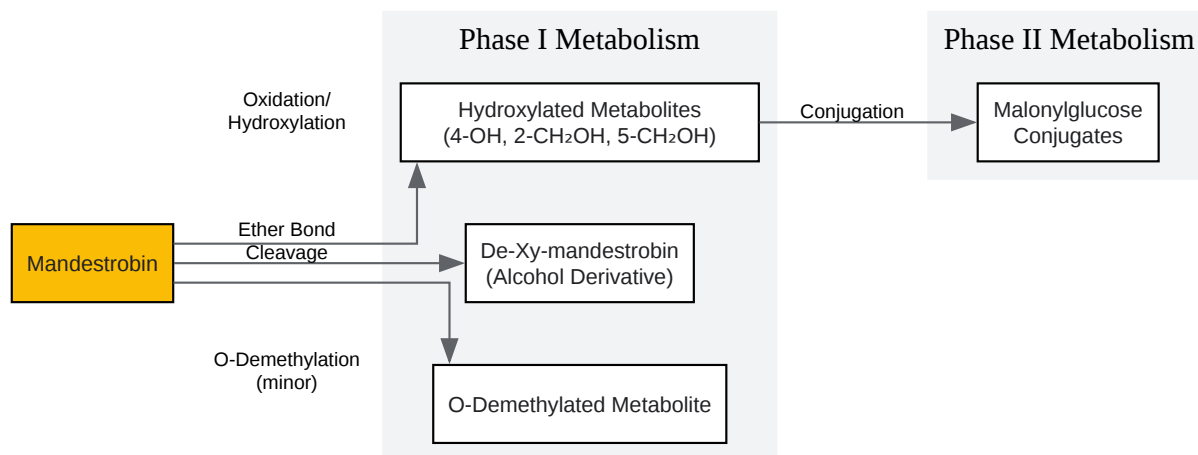 Phase I Metabolism
Phase II Metabolism
Oxidation/
Hydroxylation
Hydroxylated Metabolites
(4-OH, 2-CH₂OH, 5-CH₂OH)
Conjugation
Malonylglucose
Conjugates
Mandestrobin
Ether Bond
Cleavage
De-Xy-mandestrobin
(Alcohol Derivative)
O-Demethylation
(minor)
O-Demethylated Metabolite